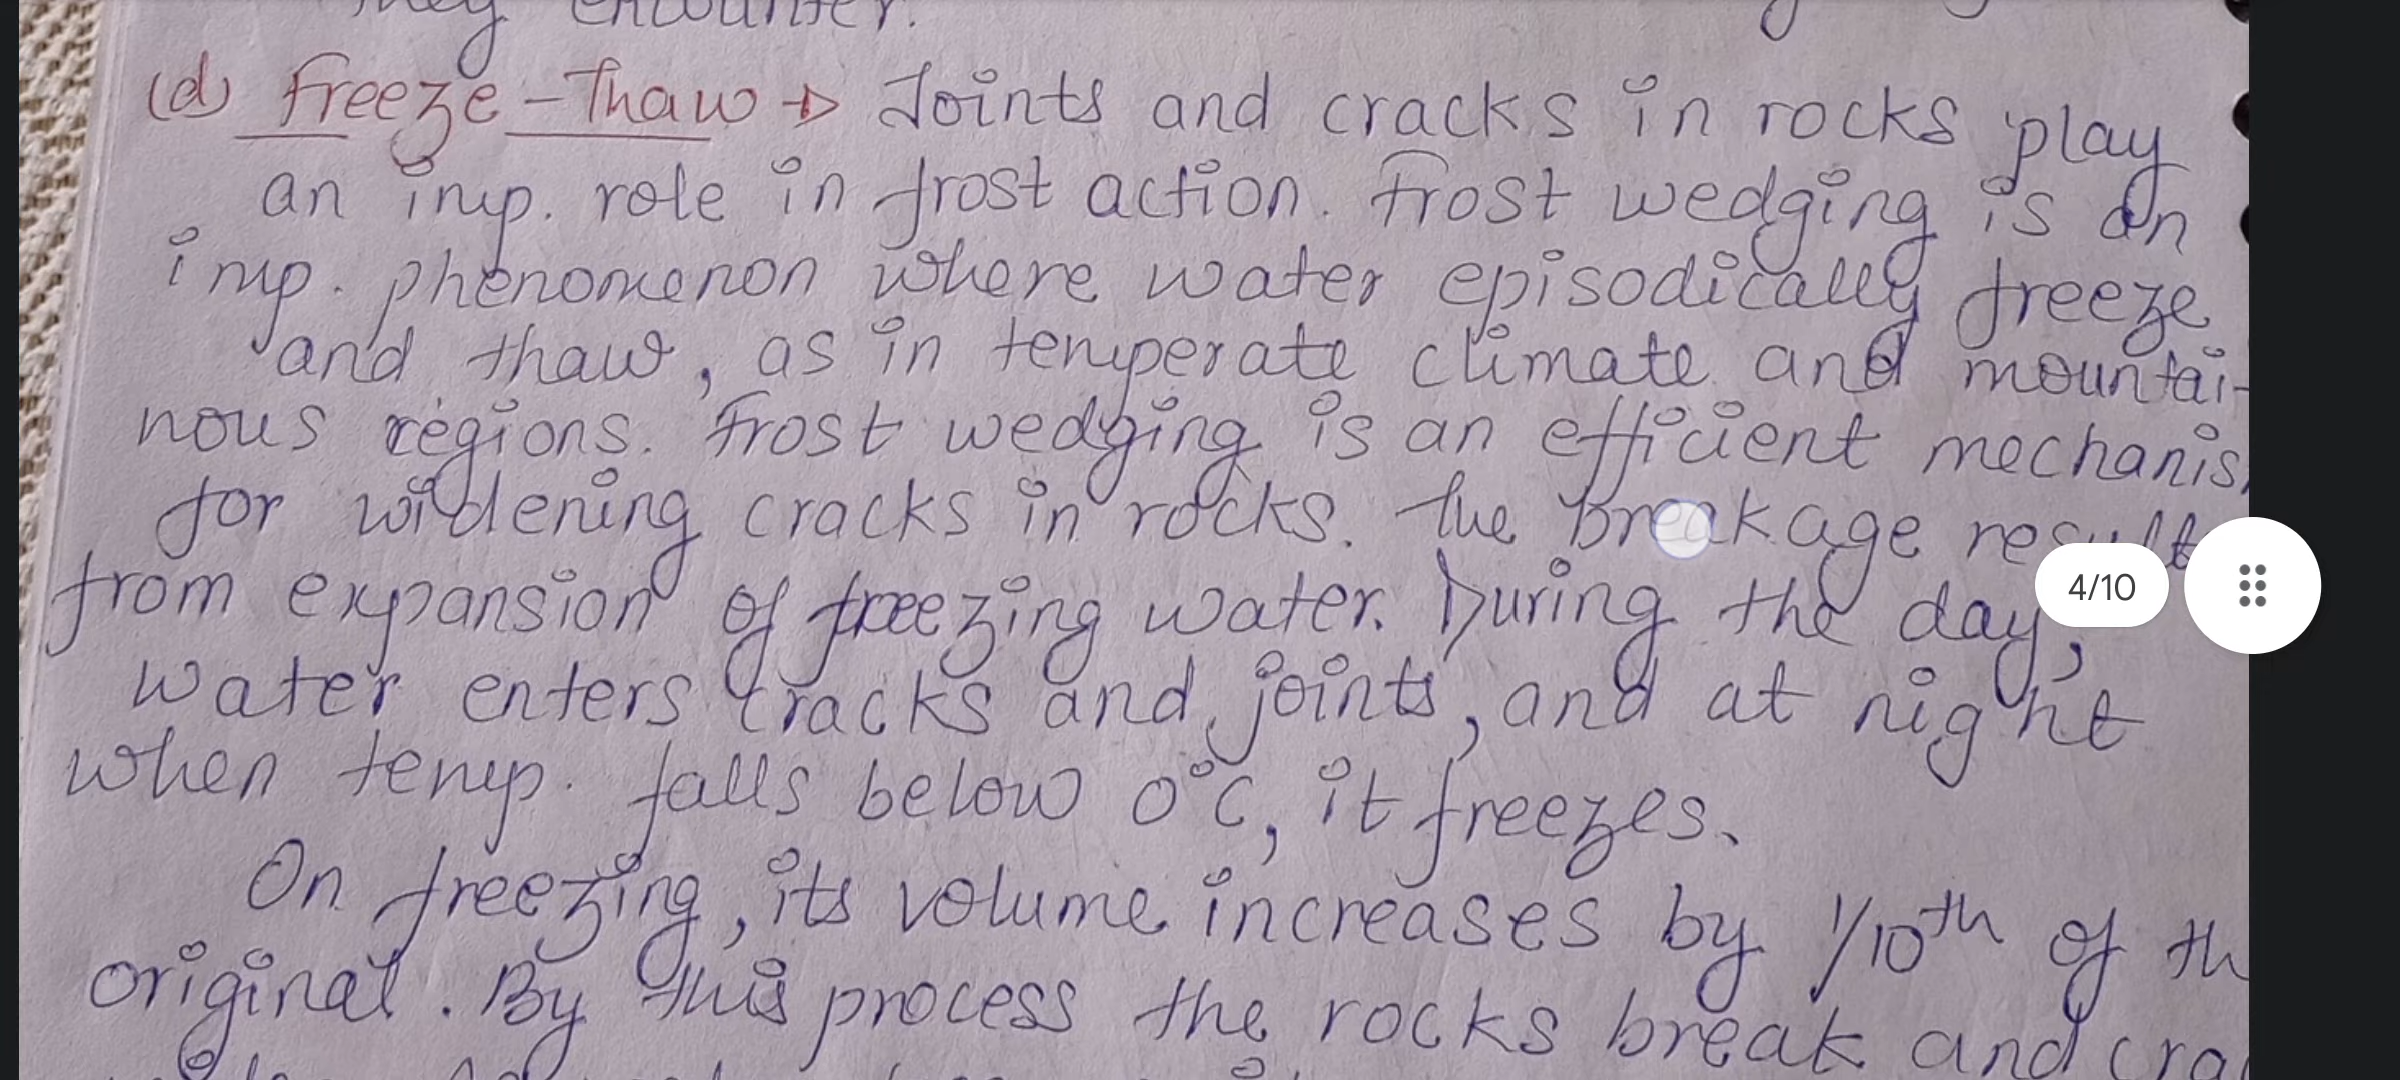 they encounter.
(d) Freeze-Thaw → Joints and cracks in rocks play
an imp. role in frost action. Frost wedging is an
imp. phenomenon where water episodically freeze
and thaw, as in temperate climate and mountai-
nous regions. Frost wedging is an efficient mechanis
for widening cracks in rocks. The breakage result
4/10
from expansion of freezing water. During the day,
water enters cracks and joints, and at night
when temp. falls below 0°C, it freezes.
On freezing, its volume increases by 1/10th of th
original. By this process the rocks break and cra